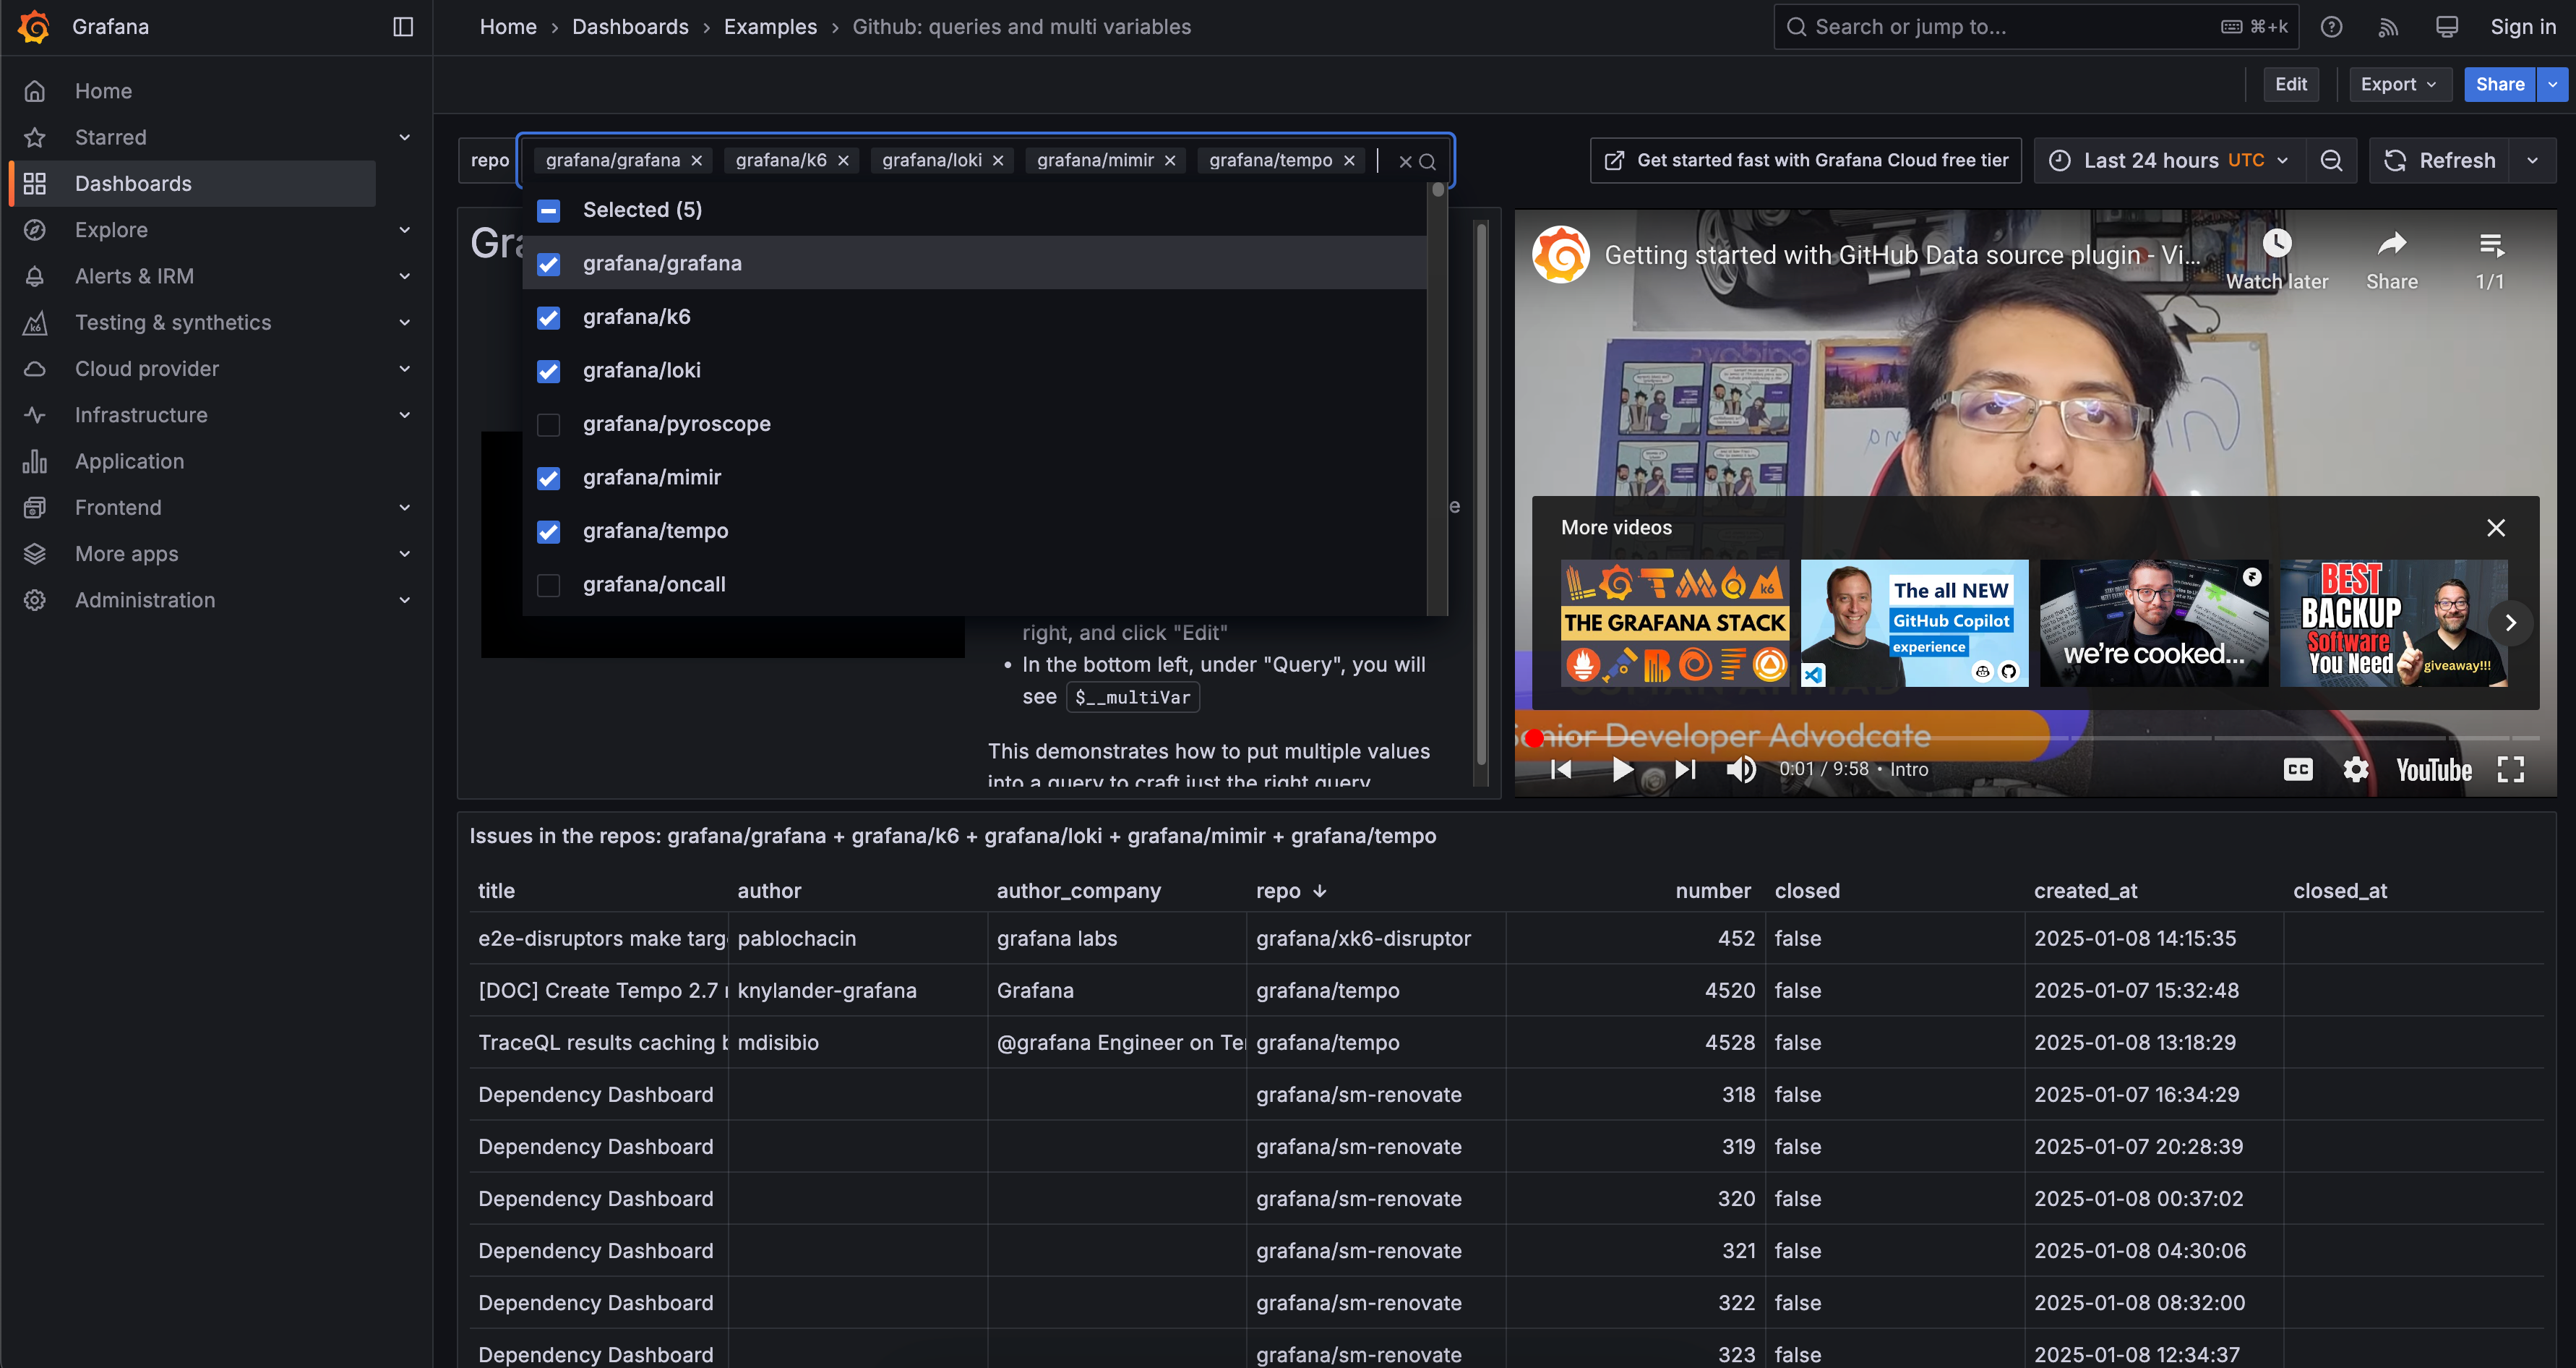 Grafana
Home › Dashboards › Examples › Github: queries and multi variables
Search or jump to...
⌘+k
Sign in
Home
Starred
Dashboards
Explore
Alerts & IRM
Testing & synthetics
Cloud provider
Infrastructure
Application
Frontend
More apps
Administration
Edit
Export
Share
repo
grafana/grafana
grafana/k6
grafana/loki
grafana/mimir
grafana/tempo
Get started fast with Grafana Cloud free tier
Last 24 hours UTC
Refresh
Selected (5)
grafana/grafana
grafana/k6
grafana/loki
grafana/pyroscope
grafana/mimir
grafana/tempo
grafana/oncall
Gra
e
right, and click "Edit"
• In the bottom left, under "Query", you will
see $__multiVar
This demonstrates how to put multiple values
into a query to craft just the right query
Getting started with GitHub Data source plugin - Vi...
Watch later
Share
1/1
More videos
k6
THE GRAFANA STACK
The all NEW
GitHub Copilot
experience
we're cooked...
BEST
BACKUP
Software
You Need
giveaway!!!
Senior Developer Advodcate
0:01 / 9:58 • Intro
CC
YouTube
Issues in the repos: grafana/grafana + grafana/k6 + grafana/loki + grafana/mimir + grafana/tempo
title author author_company repo number closed created_at closed_at
e2e-disruptors make targ pablochacin grafana labs grafana/xk6-disruptor 452 false 2025-01-08 14:15:35
[DOC] Create Tempo 2.7 knylander-grafana Grafana grafana/tempo 4520 false 2025-01-07 15:32:48
TraceQL results caching mdisibio @grafana Engineer on Te grafana/tempo 4528 false 2025-01-08 13:18:29
Dependency Dashboard grafana/sm-renovate 318 false 2025-01-07 16:34:29
Dependency Dashboard grafana/sm-renovate 319 false 2025-01-07 20:28:39
Dependency Dashboard grafana/sm-renovate 320 false 2025-01-08 00:37:02
Dependency Dashboard grafana/sm-renovate 321 false 2025-01-08 04:30:06
Dependency Dashboard grafana/sm-renovate 322 false 2025-01-08 08:32:00
Dependency Dashboard grafana/sm-renovate 323 false 2025-01-08 12:34:37